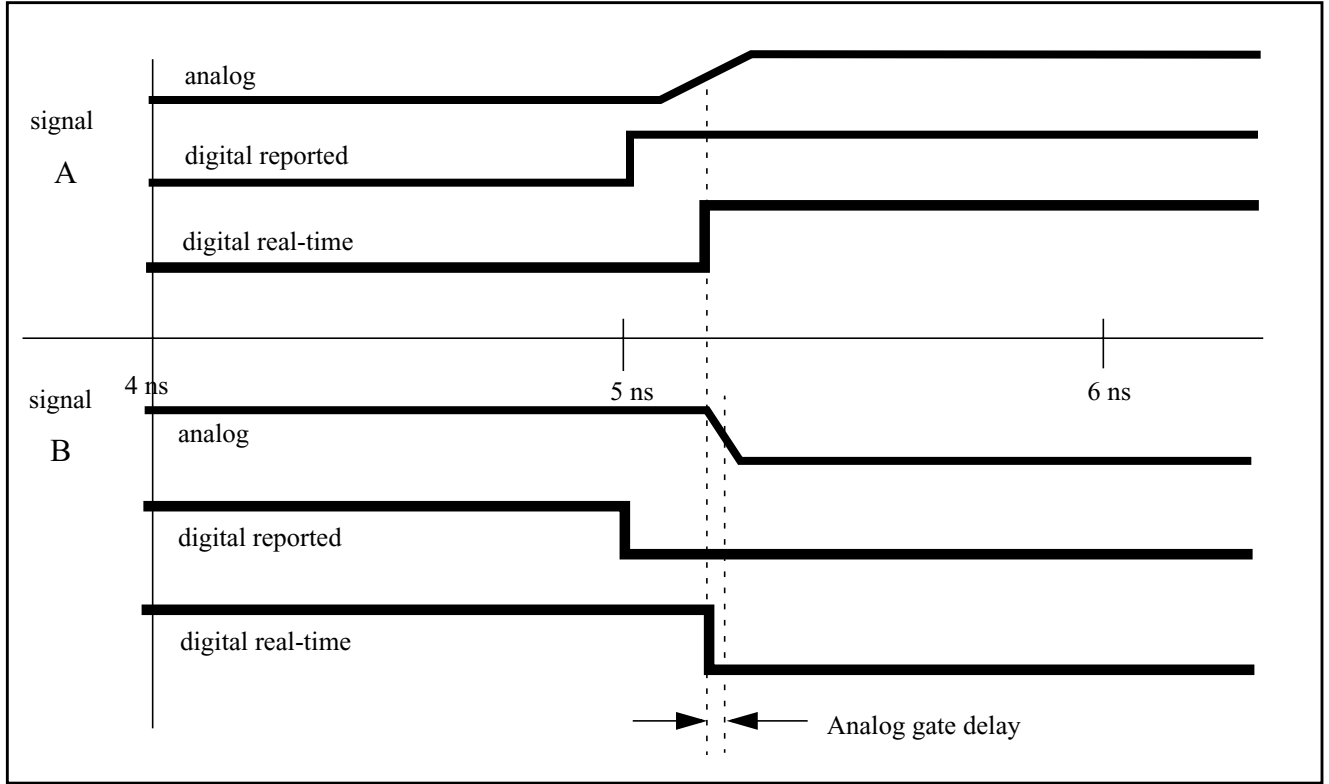 analog
signal
A
digital reported
digital real-time
4 ns
5 ns
6 ns
signal
B
analog
digital reported
digital real-time
Analog gate delay